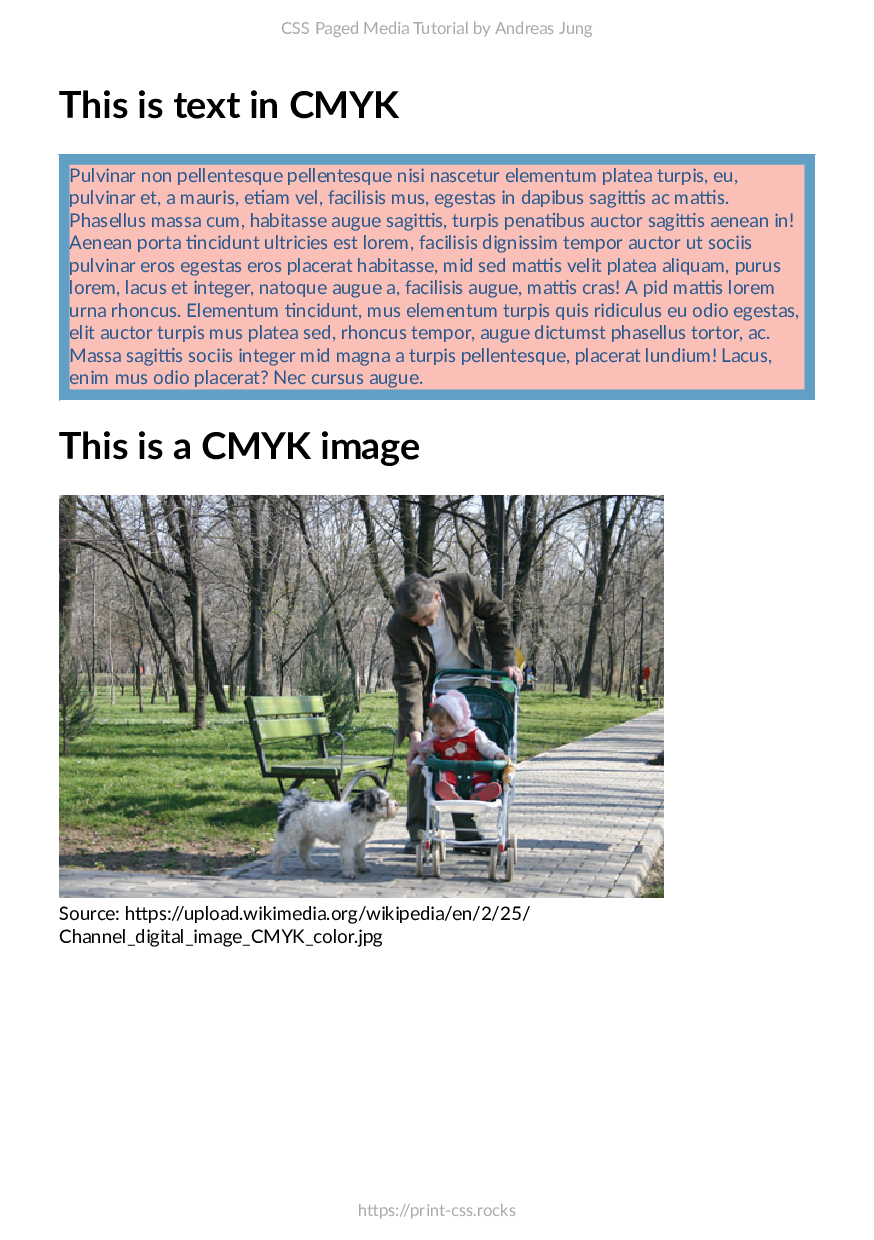 CSS Paged Media Tutorial by Andreas Jung
This is text in CMYK
Pulvinar non pellentesque pellentesque nisi nascetur elementum platea turpis, eu,
pulvinar et, a mauris, etiam vel, facilisis mus, egestas in dapibus sagittis ac mattis.
Phasellus massa cum, habitasse augue sagittis, turpis penatibus auctor sagittis aenean in!
Aenean porta tincidunt ultricies est lorem, facilisis dignissim tempor auctor ut sociis
pulvinar eros egestas eros placerat habitasse, mid sed mattis velit platea aliquam, purus
lorem, lacus et integer, natoque augue a, facilisis augue, mattis cras! A pid mattis lorem
urna rhoncus. Elementum tincidunt, mus elementum turpis quis ridiculus eu odio egestas,
elit auctor turpis mus platea sed, rhoncus tempor, augue dictumst phasellus tortor, ac.
Massa sagittis sociis integer mid magna a turpis pellentesque, placerat lundium! Lacus,
enim mus odio placerat? Nec cursus augue.
This is a CMYK image
Source: https://upload.wikimedia.org/wikipedia/en/2/25/
Channel_digital_image_CMYK_color.jpg
https://print-css.rocks